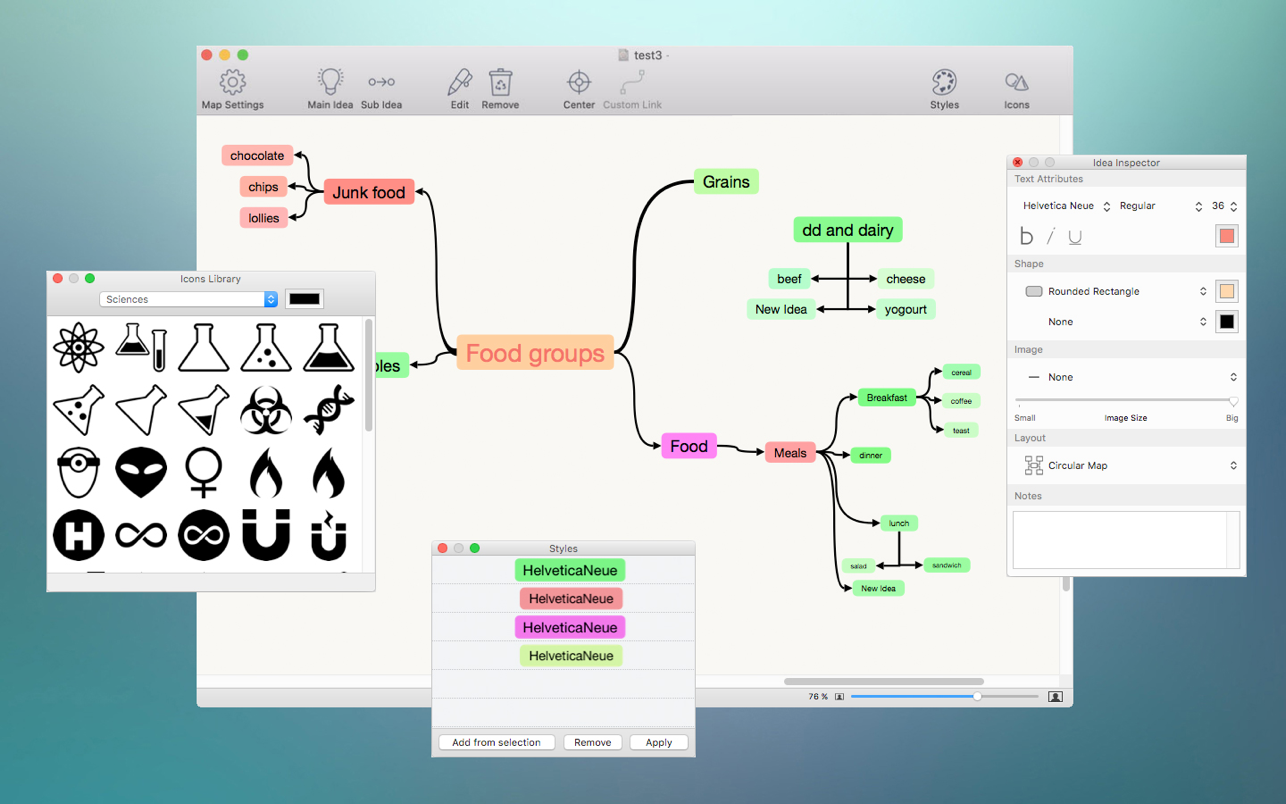 test3
Map Settings
Main Idea
Sub Idea
Edit
Remove
Center
Custom Link
Styles
Icons
chocolate
chips
lollies
Junk food
Grains
dd and dairy
beef
cheese
New Idea
yogourt
Food groups
oles
Food
Meals
Breakfast
cereal
coffee
toast
dinner
lunch
salad
sandwich
New Idea
76 %
Icons Library
Sciences
H
Styles
HelveticaNeue
HelveticaNeue
HelveticaNeue
HelveticaNeue
Add from selection
Remove
Apply
Idea Inspector
Text Attributes
Helvetica Neue Regular 36
b i U
Shape
Rounded Rectangle
None
Image
None
Small Image Size Big
Layout
Circular Map
Notes